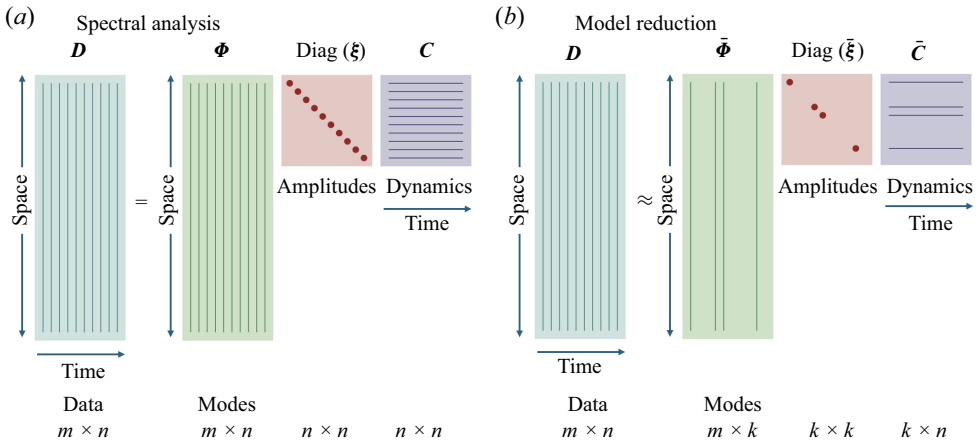 (a) Spectral analysis
D Φ Diag (ξ) C
Space
=
Space
Amplitudes Dynamics
Time
Time
Data Modes
m × n m × n n × n n × n
(b) Model reduction
D Φ̄ Diag (ξ̄) C̄
Space
≈
Space
Amplitudes Dynamics
Time
Time
Data Modes
m × n m × k k × k k × n